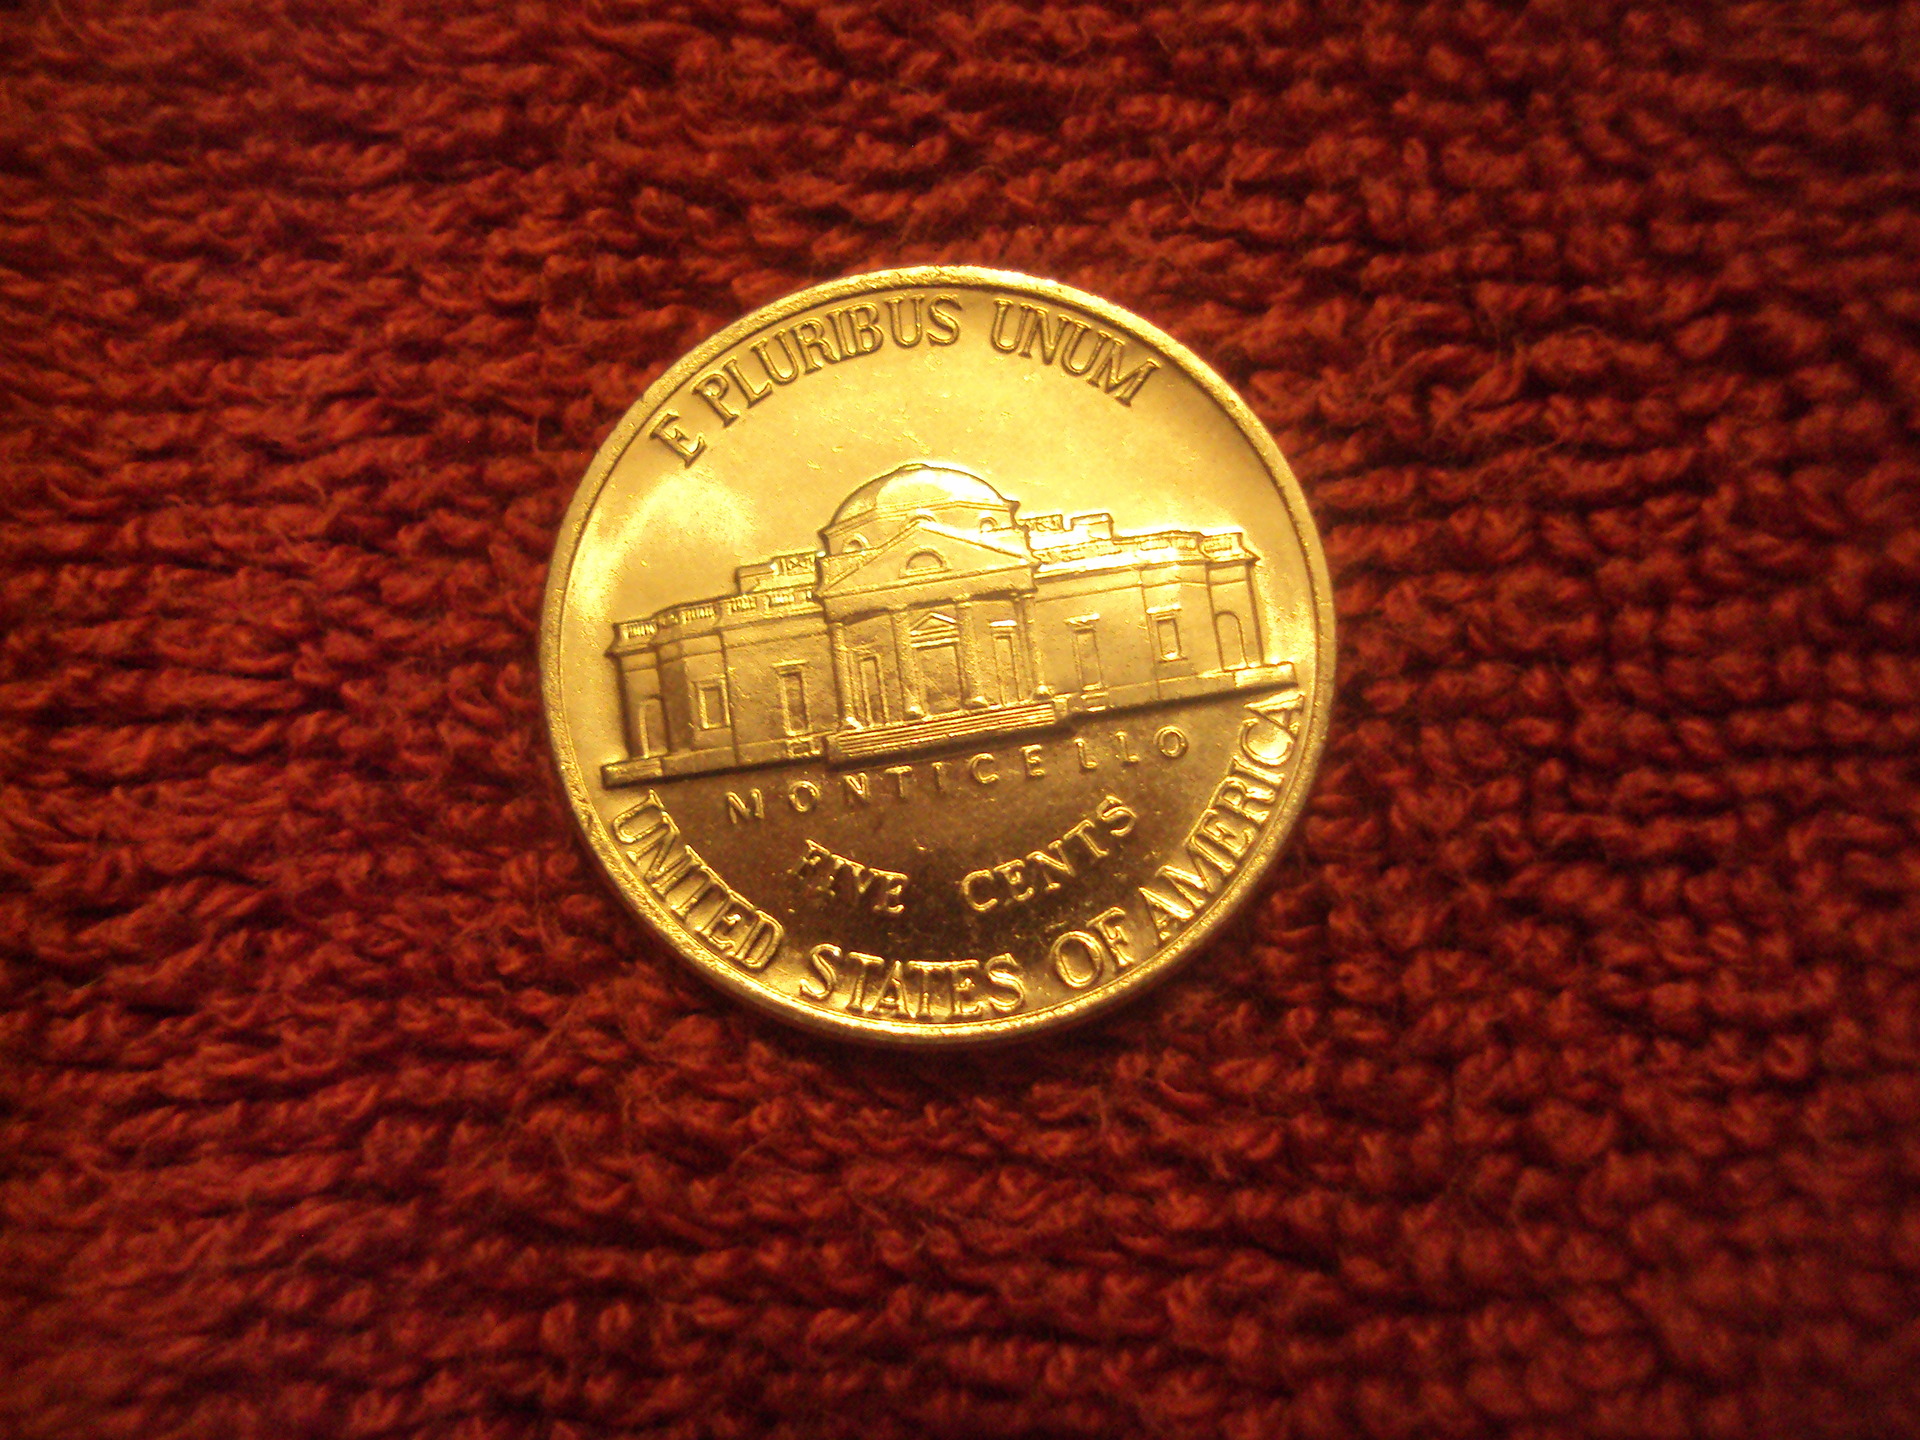 E PLURIBUS UNUM
MONTICELLO
FIVE CENTS
UNITED STATES OF AMERICA